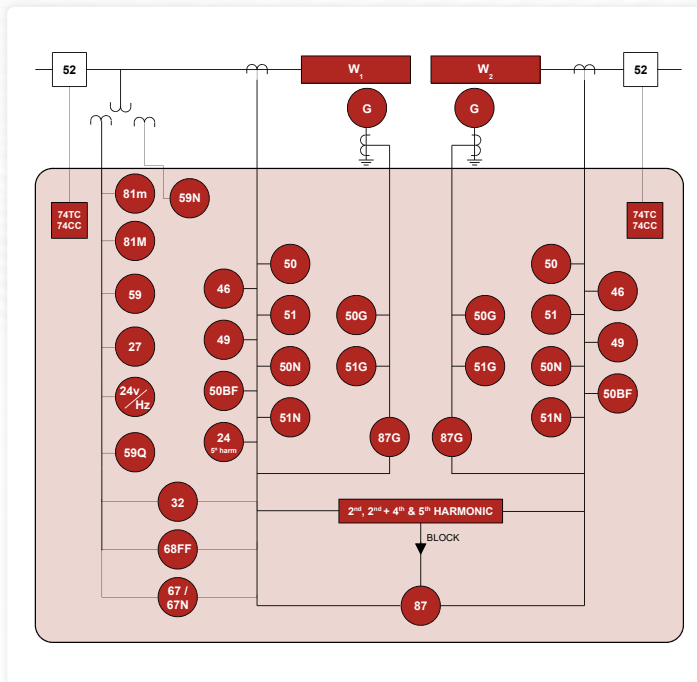 52
W1
W2
52
G
G
81m
59N
74TC
74CC
74TC
74CC
81M
50
50
46
46
59
51
50G
50G
51
49
49
27
50N
51G
51G
50N
50BF
50BF
24v
Hz
51N
51N
24
5º harm
87G
87G
59Q
32
2nd, 2nd + 4th & 5th HARMONIC
BLOCK
68FF
67 /
67N
87